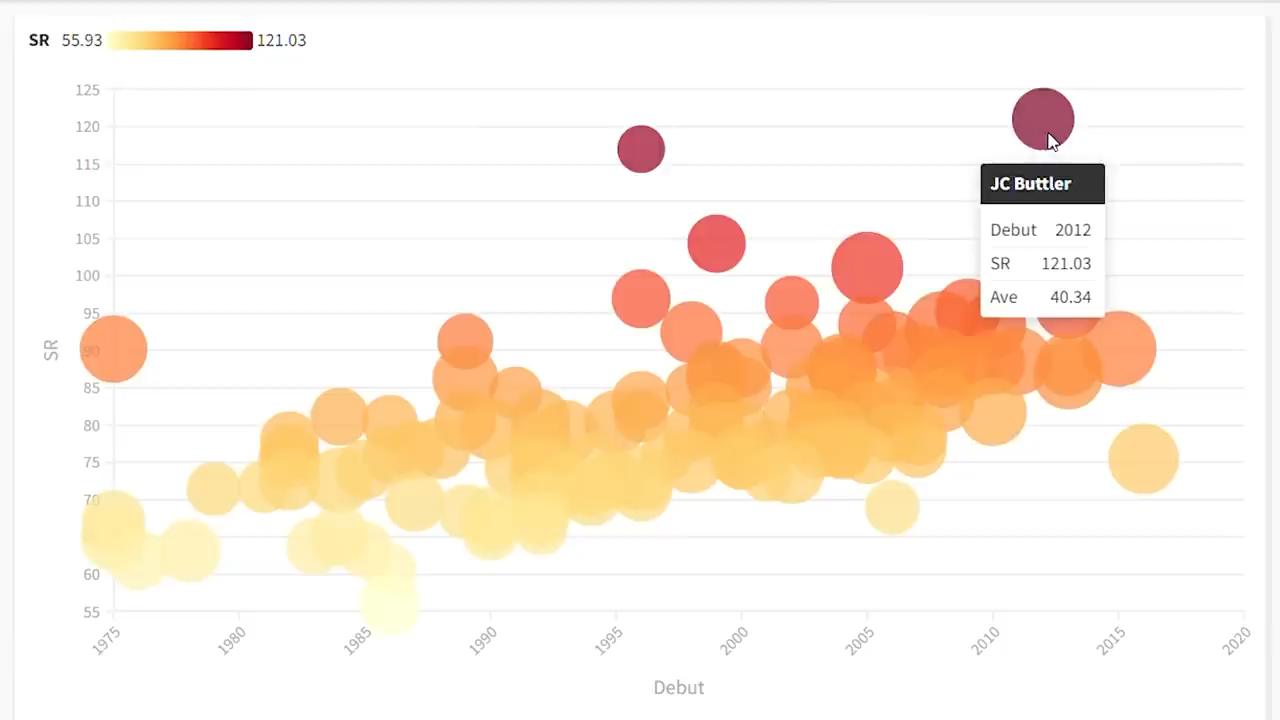 SR 55.93 121.03
125
120
115
110
105
100
95
90
85
80
75
70
60
55
SR
JC Buttler
Debut 2012
SR 121.03
Ave 40.34
1975 1980 1985 1990 1995 2000 2005 2010 2015 2020
Debut